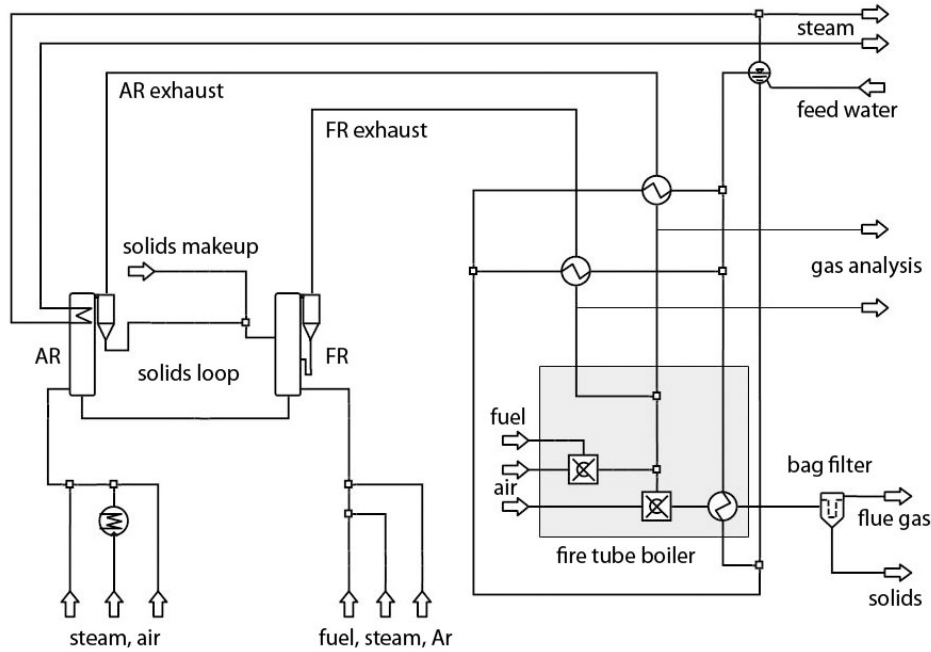 steam
AR exhaust
feed water
FR exhaust
solids makeup
gas analysis
AR
FR
solids loop
fuel
air
bag filter
flue gas
fire tube boiler
solids
steam, air
fuel, steam, Ar